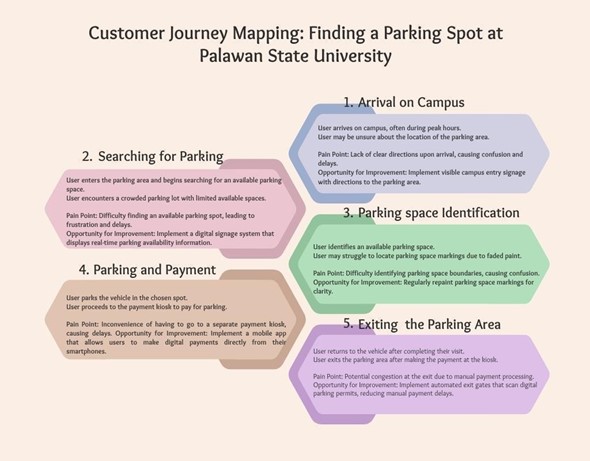 Customer Journey Mapping: Finding a Parking Spot at
Palawan State University
1. Arrival on Campus
User arrives on campus, often during peak hours.
User may be unsure about the location of the parking area.
Pain Point: Lack of clear directions upon arrival, causing confusion and
delays.
Opportunity for Improvement: Implement visible campus entry signage
with directions to the parking area.
2. Searching for Parking
User enters the parking area and begins searching for an available parking
space.
User encounters a crowded parking lot with limited available spaces.
Pain Point: Difficulty finding an available parking spot, leading to
frustration and delays.
Opportunity for Improvement: Implement a digital signage system that
displays real-time parking availability information.
3. Parking space Identification
User identifies an available parking space.
User may struggle to locate parking space markings due to faded paint.
Pain Point: Difficulty identifying parking space boundaries, causing confusion.
Opportunity for Improvement: Regularly repaint parking space markings for
clarity.
4. Parking and Payment
User parks the vehicle in the chosen spot.
User proceeds to the payment kiosk to pay for parking.
Pain Point: Inconvenience of having to go to a separate payment kiosk,
causing delays. Opportunity for Improvement: Implement a mobile app
that allows users to make digital payments directly from their
smartphones.
5. Exiting the Parking Area
User returns to the vehicle after completing their visit.
User exits the parking area after making the payment at the kiosk.
Pain Point: Potential congestion at the exit due to manual payment processing.
Opportunity for Improvement: Implement automated exit gates that scan digital
parking permits, reducing manual payment delays.